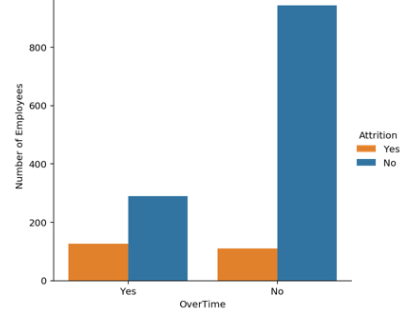 800
600
400
200
0
Number of Employees
Yes
No
OverTime
Attrition
Yes
No